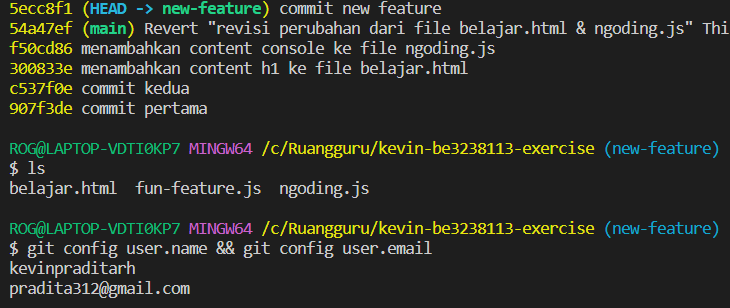 5ecc8f1 (HEAD -> new-feature) commit new feature
54a47ef (main) Revert "revisi perubahan dari file belajar.html & ngoding.js" Thi
f50cd86 menambahkan content console ke file ngoding.js
300833e menambahkan content h1 ke file belajar.html
c537f0e commit kedua
907f3de commit pertama
ROG@LAPTOP-VDTI0KP7 MINGW64 /c/Ruangguru/kevin-be3238113-exercise (new-feature)
$ ls
belajar.html  fun-feature.js  ngoding.js
ROG@LAPTOP-VDTI0KP7 MINGW64 /c/Ruangguru/kevin-be3238113-exercise (new-feature)
$ git config user.name && git config user.email
kevinpraditarh
pradita312@gmail.com